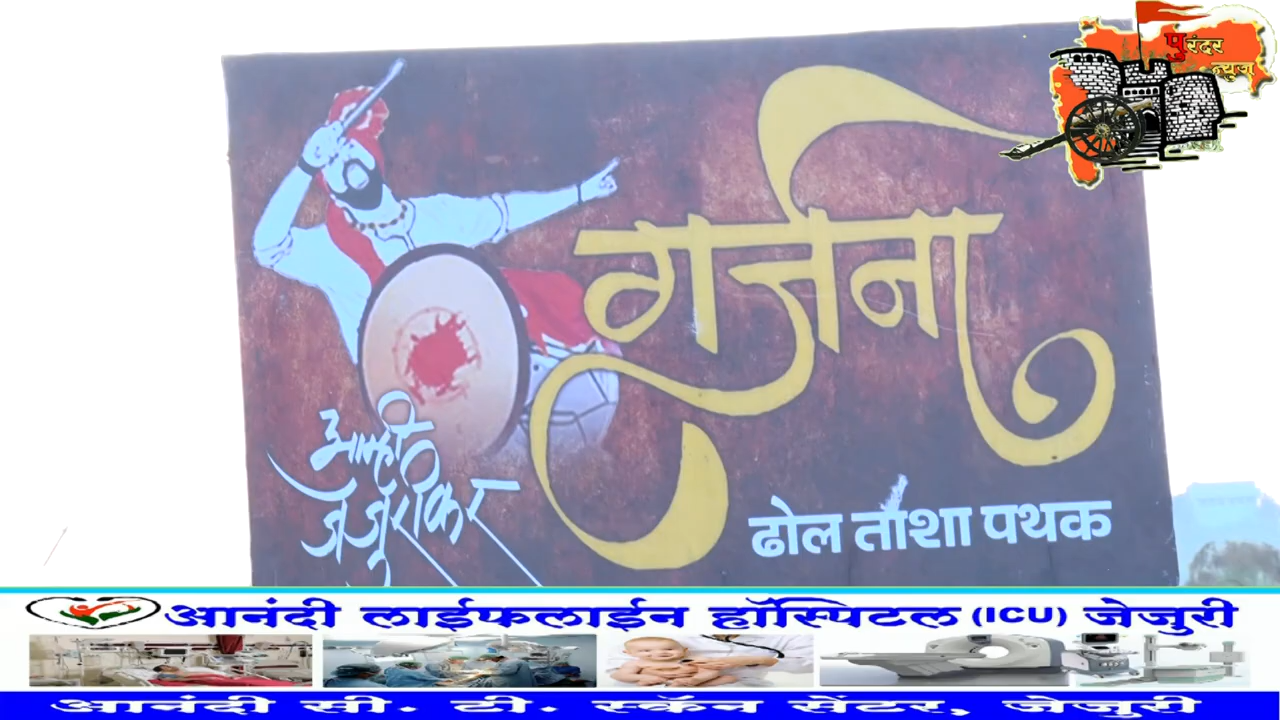 पुरंदर
न्युज
गर्जना
आम्ही
जेजुरीकर
ढोल ताशा पथक
आनंदी लाईफलाईन हॉस्पिटल (ICU) जेजुरी
आनंदी सी. टी. स्कॅन सेंटर, जेजुरी